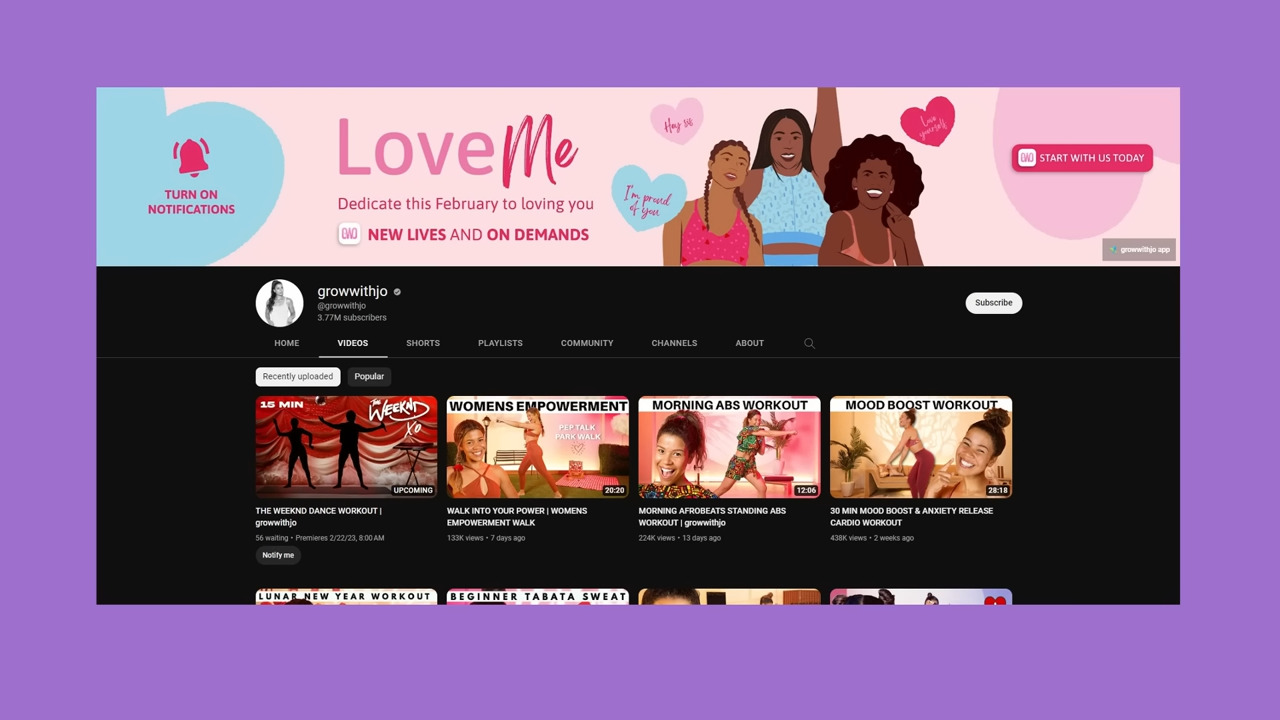 TURN ON
NOTIFICATIONS
LoveMe
Dedicate this February to loving you
NEW LIVES AND ON DEMANDS
Hey sis
I'm proud
of you
Love
yourself
START WITH US TODAY
growwithjo app
growwithjo
@growwithjo
3.77M subscribers
Subscribe
HOME VIDEOS SHORTS PLAYLISTS COMMUNITY CHANNELS ABOUT
Recently uploaded Popular
15 MIN
THE WEEKND
XO
UPCOMING
THE WEEKND DANCE WORKOUT |
growwithjo
56 waiting • Premieres 2/22/23, 8:00 AM
Notify me
WOMENS EMPOWERMENT
PEP TALK
PARK WALK
20:20
WALK INTO YOUR POWER | WOMENS
EMPOWERMENT WALK
133K views • 7 days ago
MORNING ABS WORKOUT
12:06
MORNING AFROBEATS STANDING ABS
WORKOUT | growwithjo
224K views • 13 days ago
MOOD BOOST WORKOUT
28:18
30 MIN MOOD BOOST & ANXIETY RELEASE
CARDIO WORKOUT
438K views • 2 weeks ago
LUNAR NEW YEAR WORKOUT
BEGINNER TABATA SWEAT